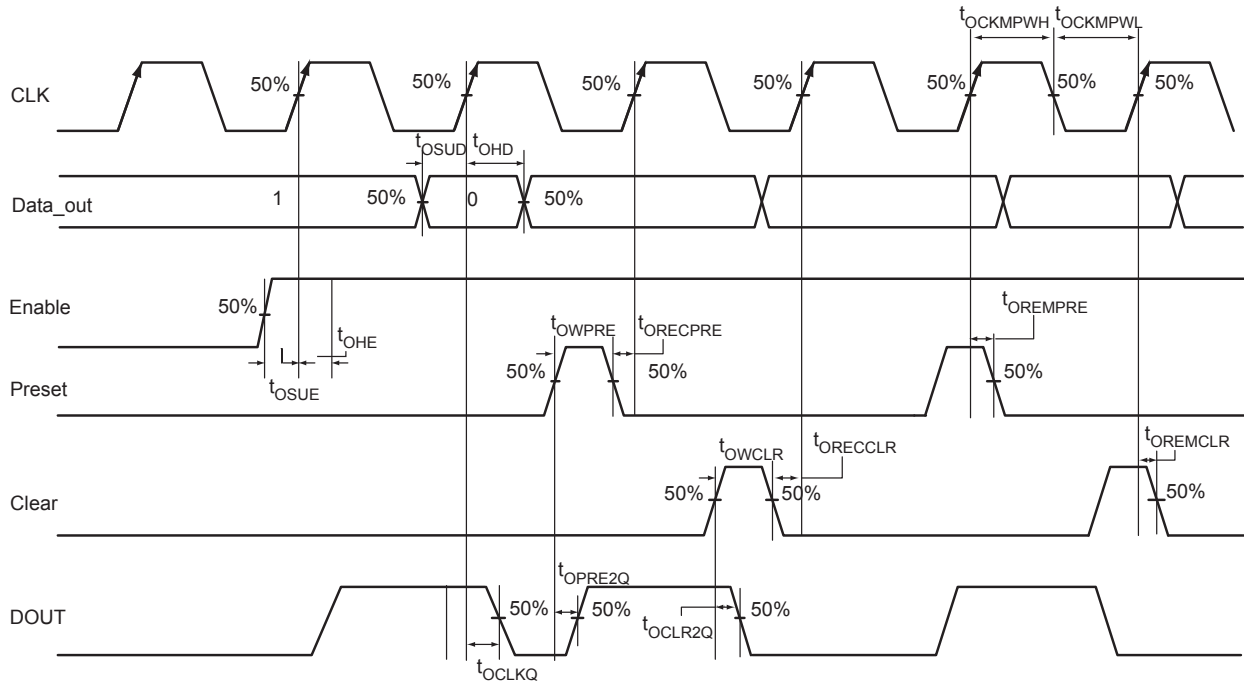 tOCKMPWH tOCKMPWL
CLK
50% 50% 50% 50% 50% 50% 50%
tOSUD tOHD
Data_out
1 50% 0 50%
Enable
50%
tOHE
tOSUE
tOWPRE tORECPRE
tOREMPRE
Preset
50% 50% 50%
tOWCLR tORECCLR
tOREMCLR
Clear
50% 50% 50%
tOPRE2Q
DOUT
50% 50% 50%
tOCLR2Q
tOCLKQ